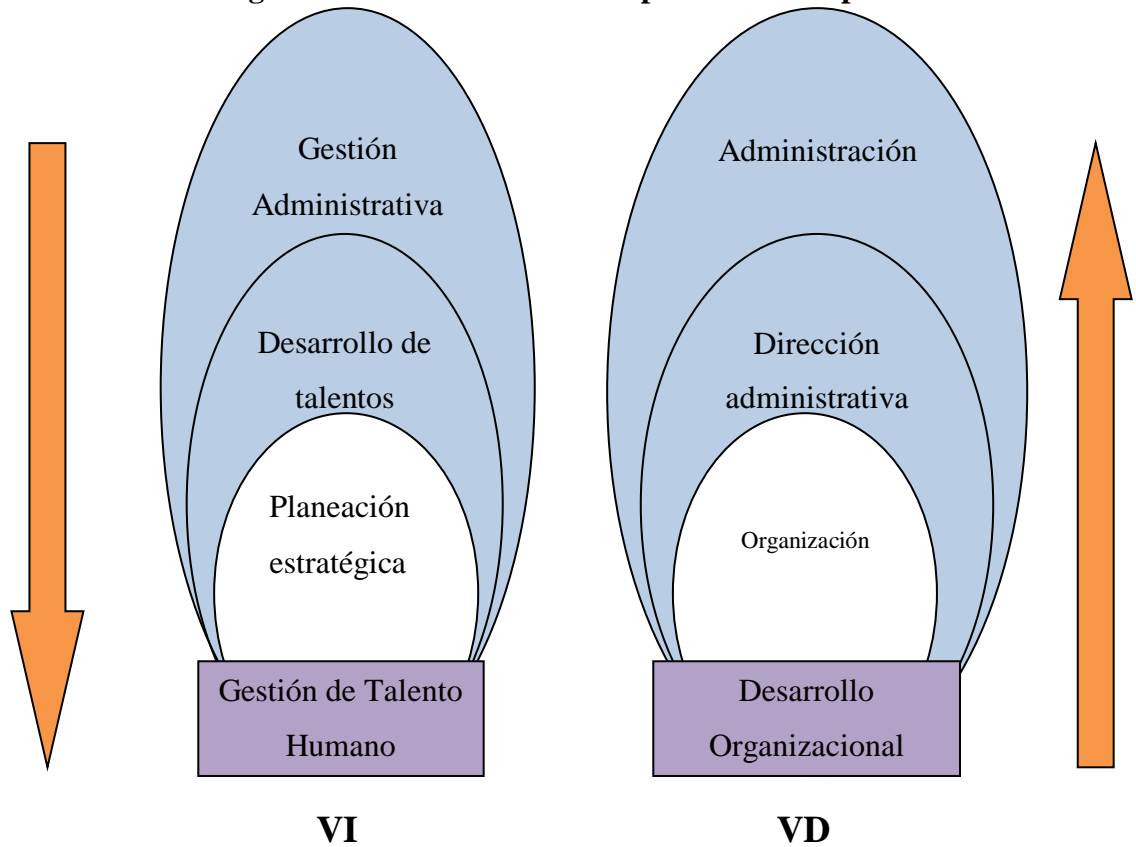 Gestión
Administrativa
Desarrollo de
talentos
Planeación
estratégica
Gestión de Talento
Humano
VI
Administración
Dirección
administrativa
Organización
Desarrollo
Organizacional
VD